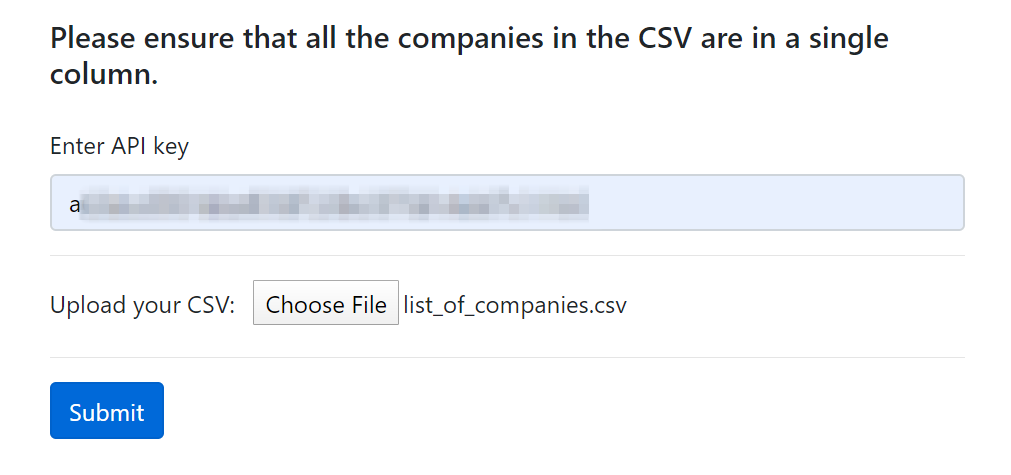 Please ensure that all the companies in the CSV are in a single
column.
Enter API key
a
Upload your CSV: Choose File list_of_companies.csv
Submit